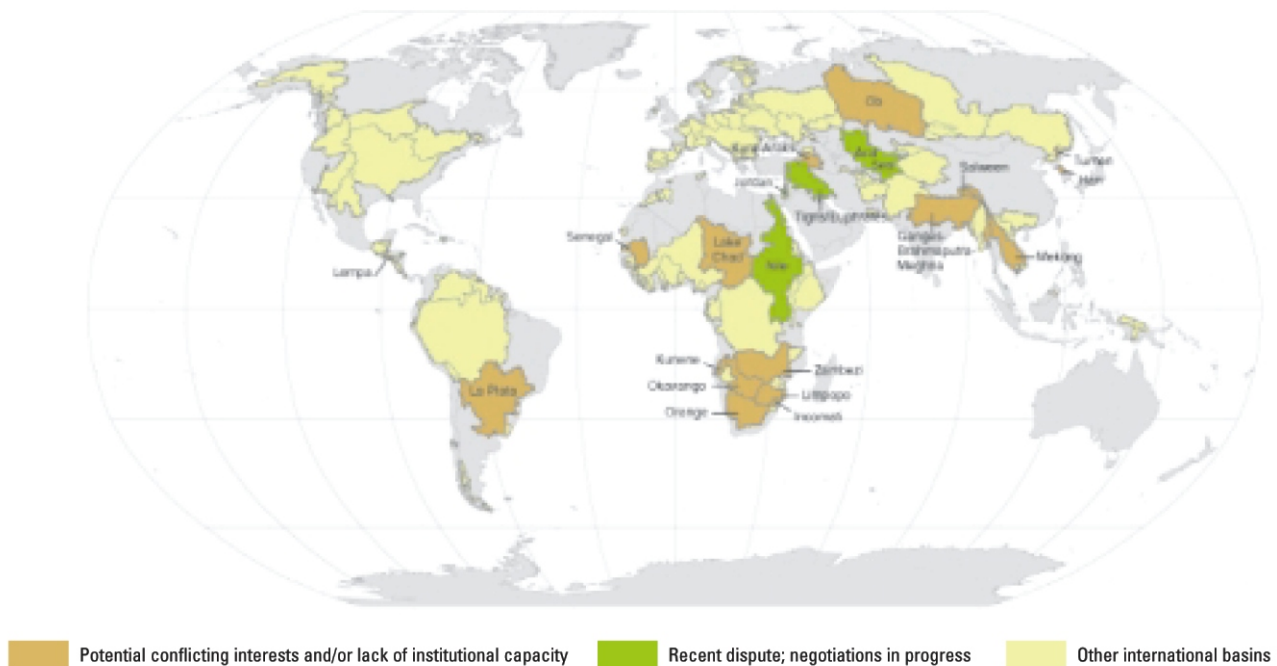 Ob
Kura-Araks
Aral
Sea
Salween
Tumen
Han
Jordan
Tigris/Euphrates
Senegal
Lake
Chad
Nile
Ganges-
Brahmaputra-
Meghna
Mekong
Lempa
Kunene
Zambezi
La Plata
Okavango
Limpopo
Orange
Incomati
Potential conflicting interests and/or lack of institutional capacity
Recent dispute; negotiations in progress
Other international basins